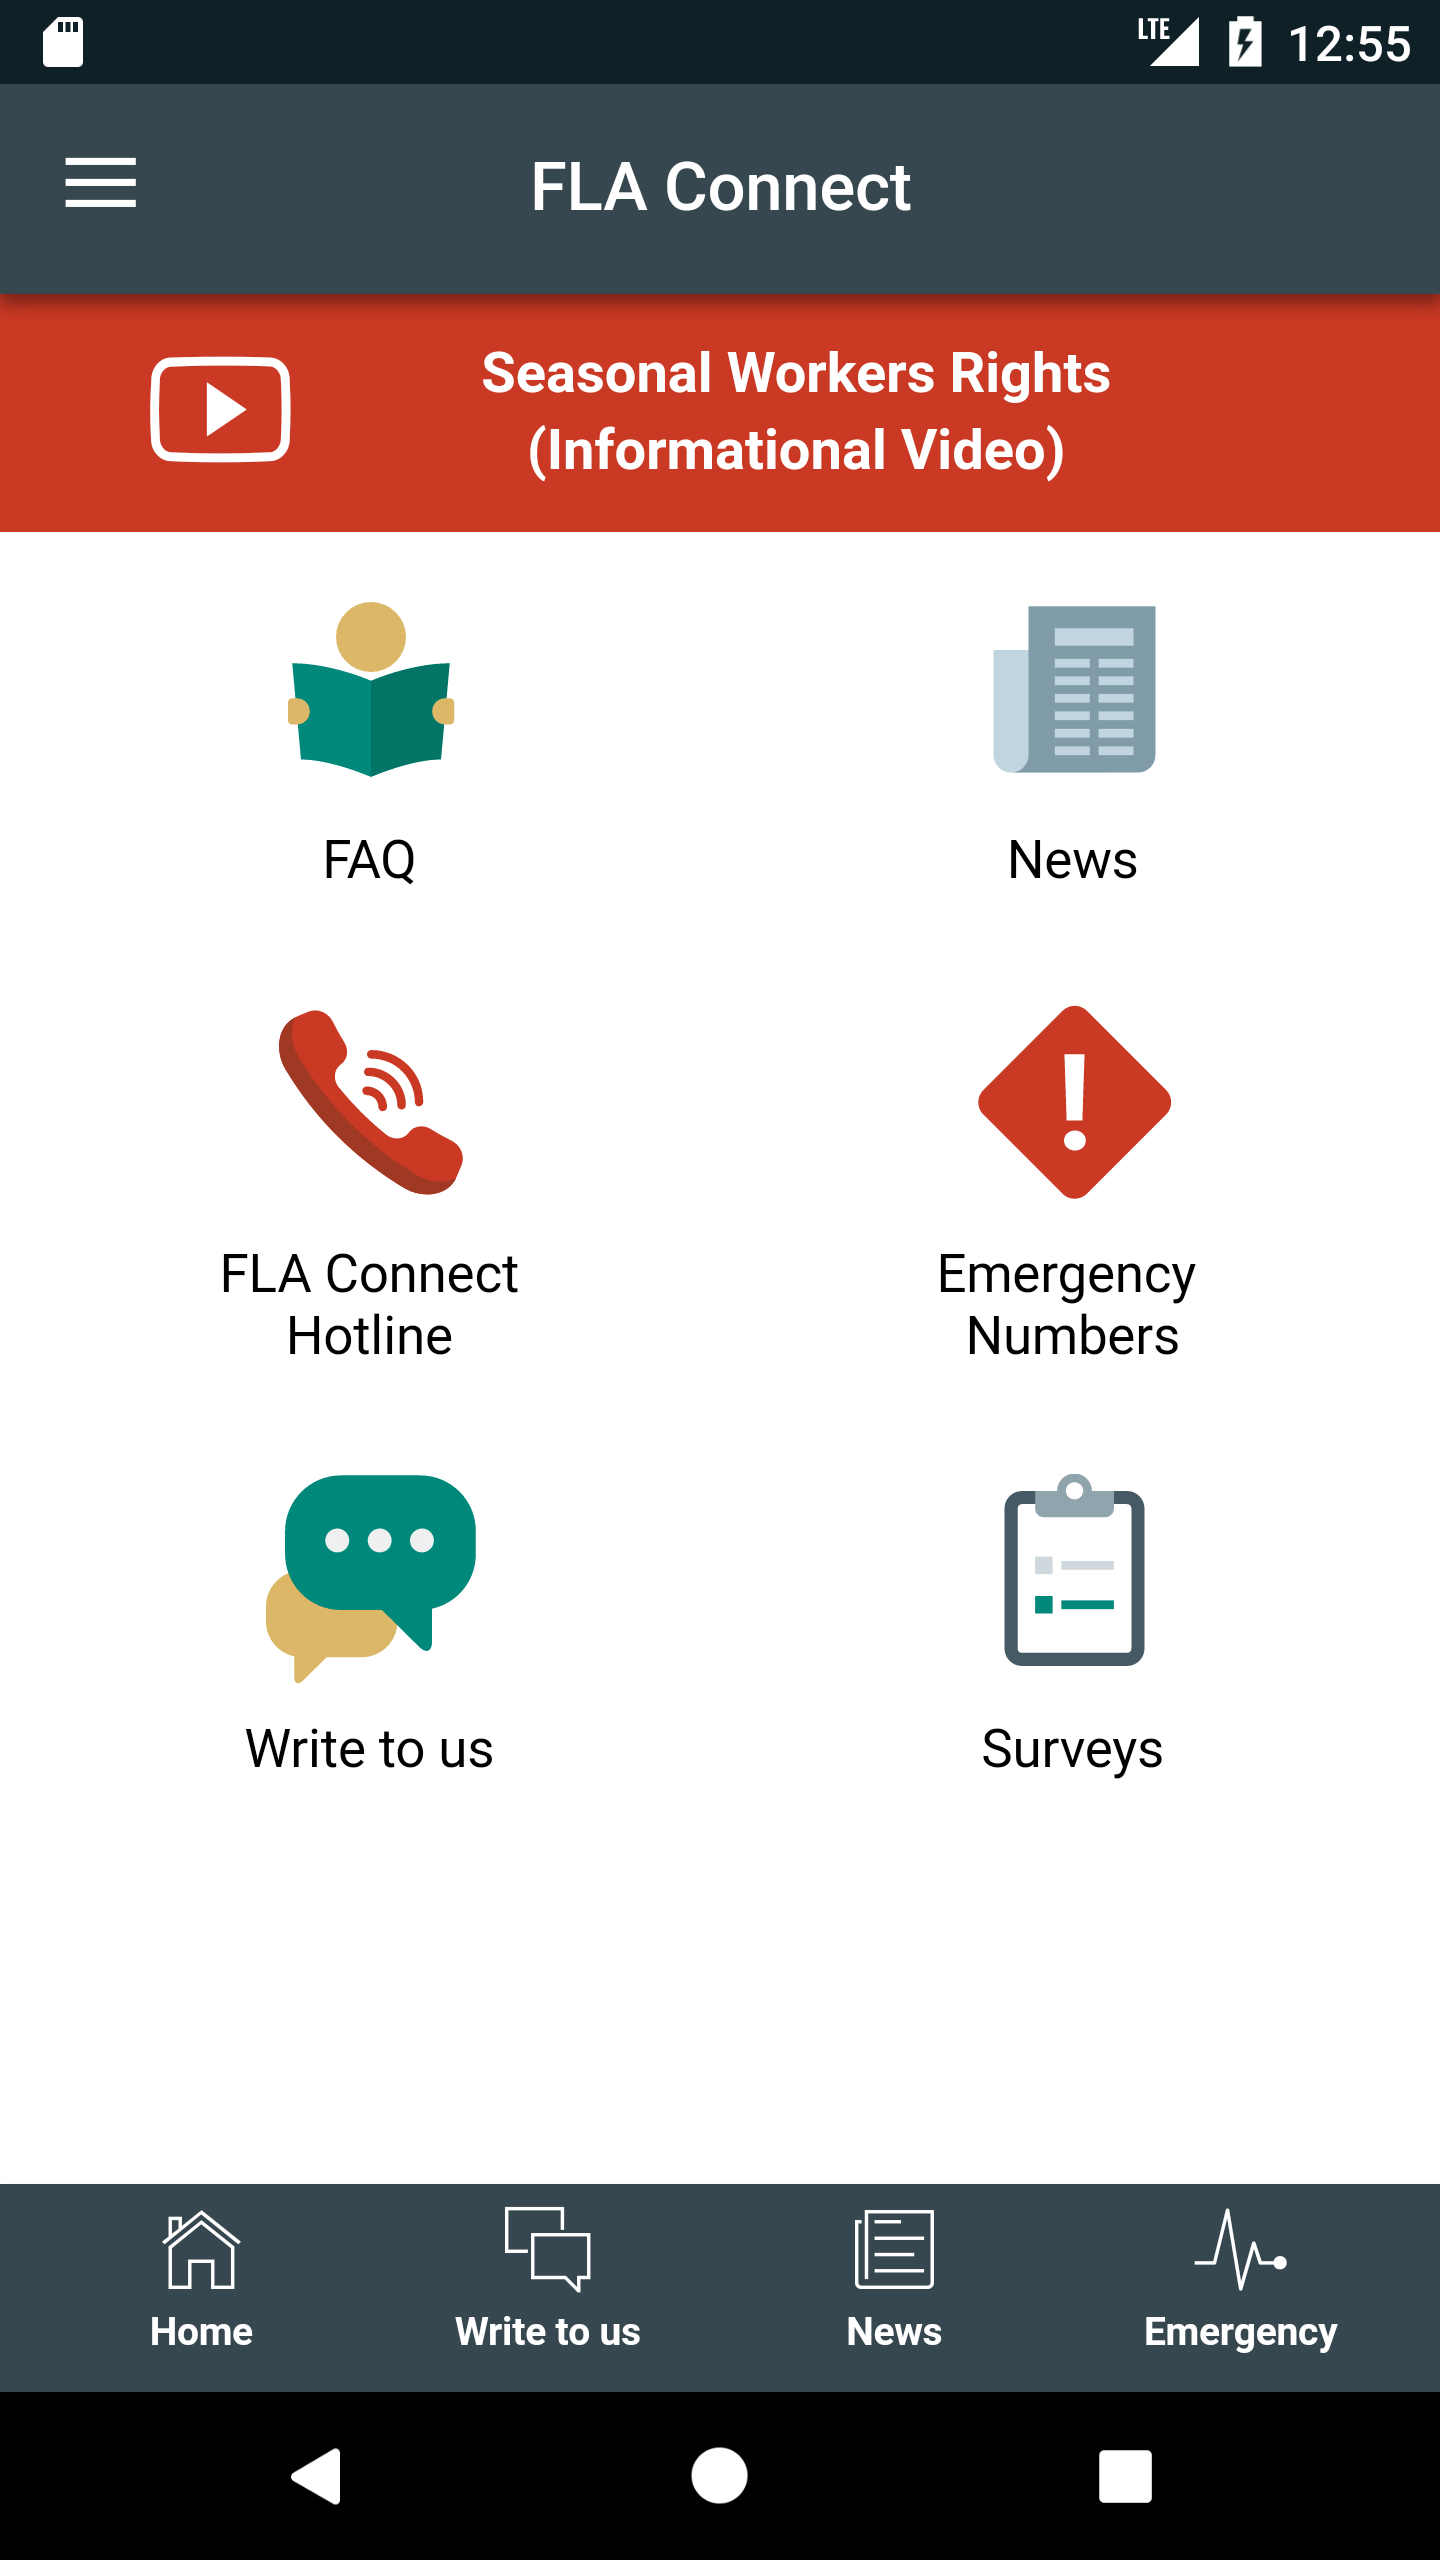 LTE 12:55
FLA Connect
Seasonal Workers Rights
(Informational Video)
FAQ
News
FLA Connect
Hotline
Emergency
Numbers
Write to us
Surveys
Home
Write to us
News
Emergency